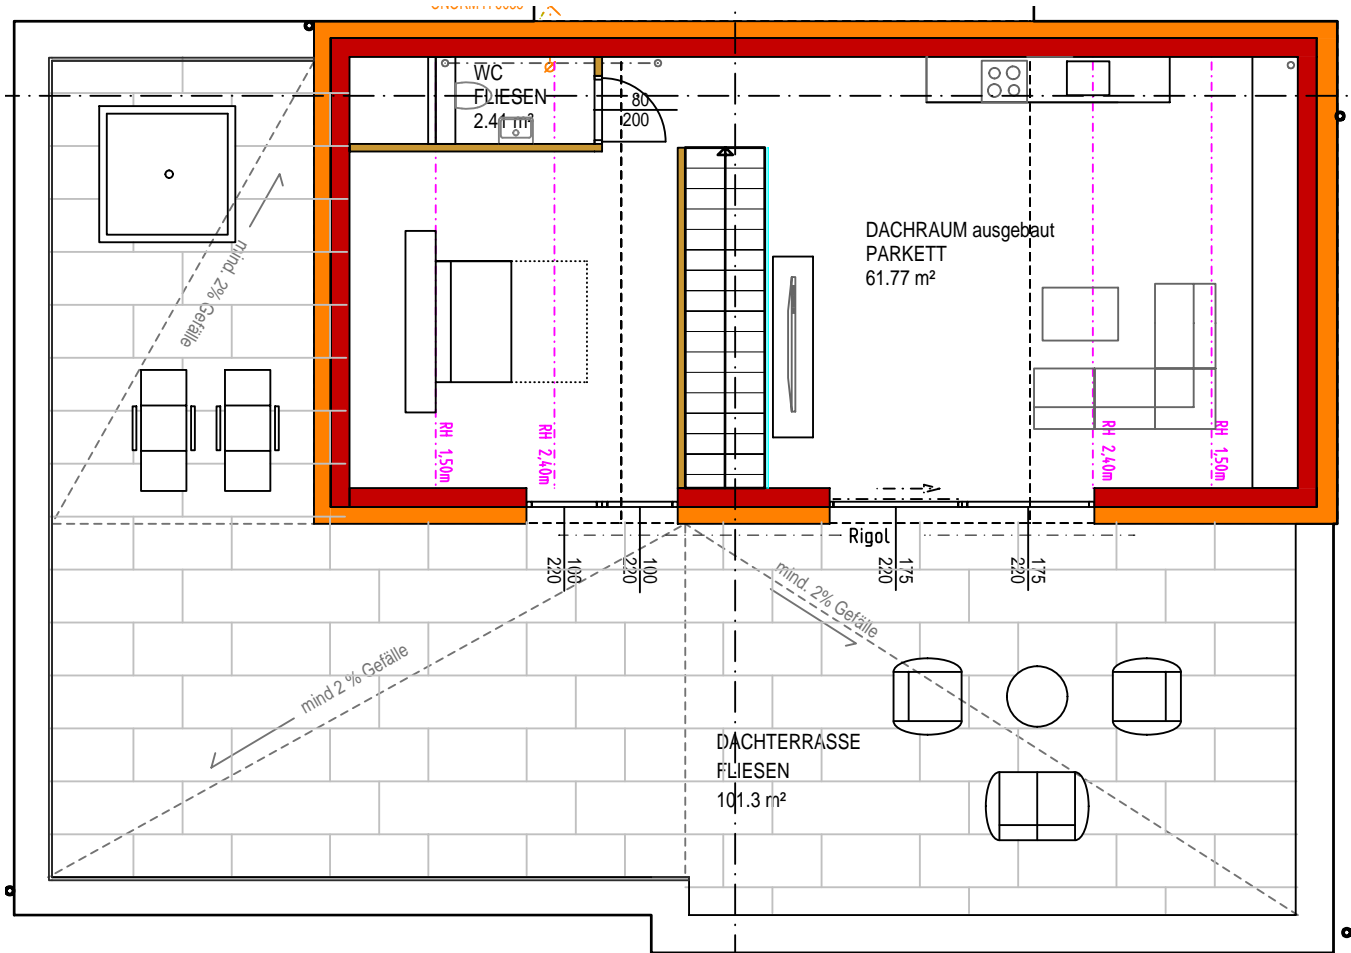 WC
FLIESEN
2.41 m²
80
200
DACHRAUM ausgebaut
PARKETT
61.77 m²
mind. 2% Gefälle
RH 1,50m
RH 2,40m
RH 2,40m
RH 1,50m
Rigol
100
220
100
220
175
220
175
220
mind. 2% Gefälle
mind 2 % Gefälle
DACHTERRASSE
FLIESEN
101.3 m²